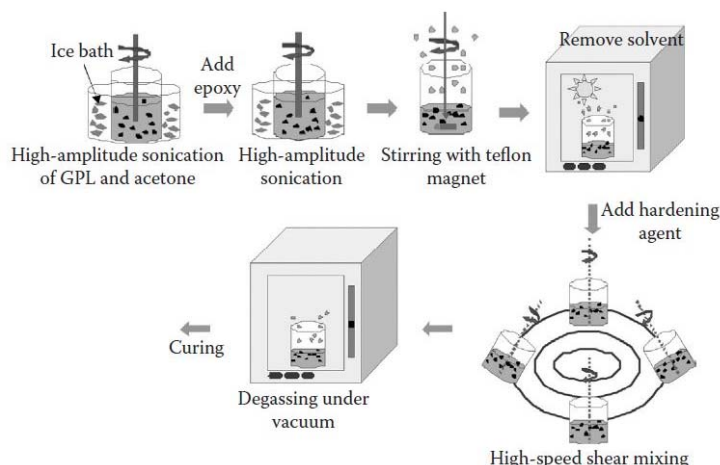 Ice bath
Add
epoxy
Remove solvent
High-amplitude sonication
of GPL and acetone
High-amplitude
sonication
Stirring with teflon
magnet
Add hardening
agent
High-speed shear mixing
Degassing under
vacuum
Curing